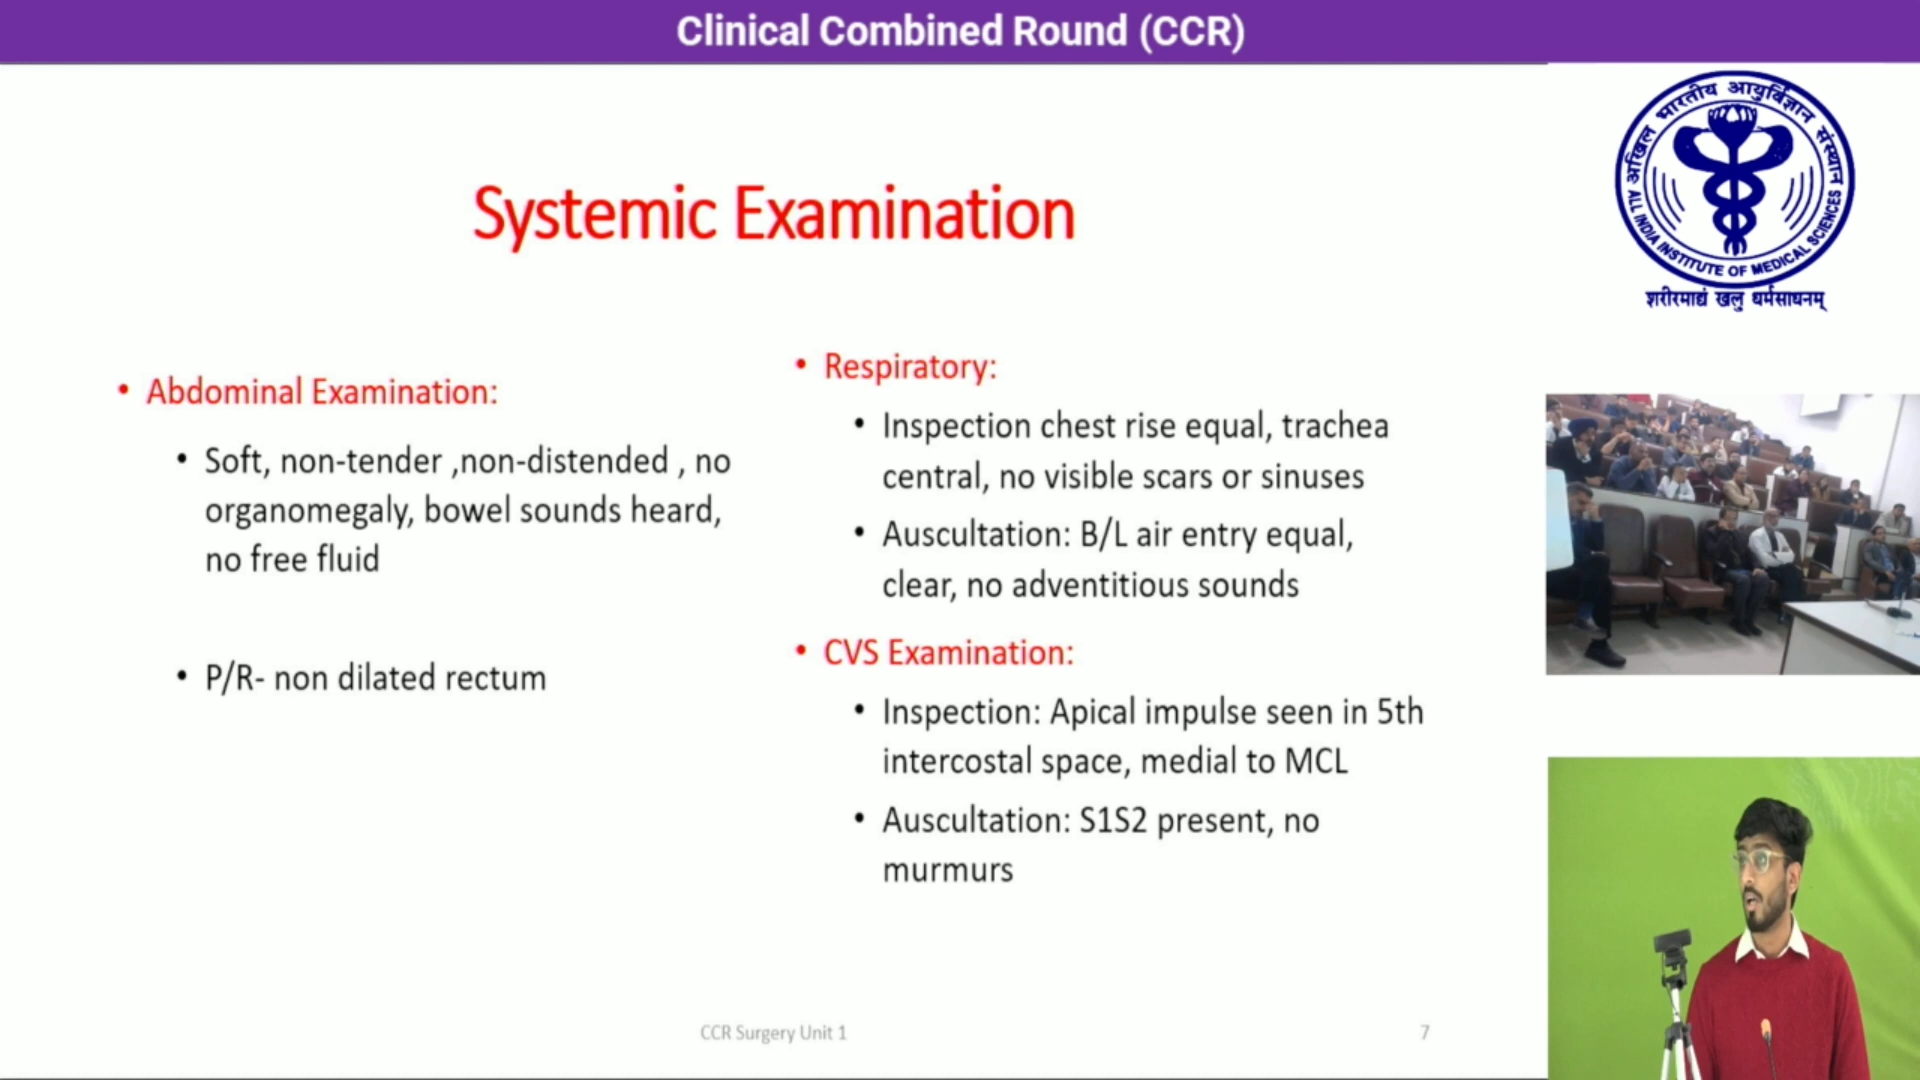 Clinical Combined Round (CCR)
अखिल भारतीय आयुर्विज्ञान संस्थान
ALL INDIA INSTITUTE OF MEDICAL SCIENCES
शरीरमाद्यं खलु धर्मसाधनम्
Systemic Examination
• Abdominal Examination:
• Soft, non-tender ,non-distended , no
organomegaly, bowel sounds heard,
no free fluid
• P/R- non dilated rectum
• Respiratory:
• Inspection chest rise equal, trachea
central, no visible scars or sinuses
• Auscultation: B/L air entry equal,
clear, no adventitious sounds
• CVS Examination:
• Inspection: Apical impulse seen in 5th
intercostal space, medial to MCL
• Auscultation: S1S2 present, no
murmurs
CCR Surgery Unit 1
7